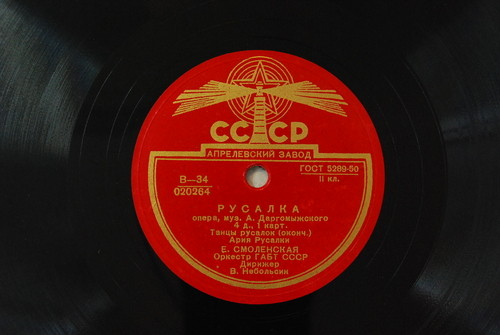 СССР
АПРЕЛЕВСКИЙ ЗАВОД
В—34
020264
ГОСТ 5289-50
II кл.
РУСАЛКА
опера, муз. А. Даргомыжского
4 д., 1 карт.
Танцы русалок (оконч.)
Ария Русалки
Е. СМОЛЕНСКАЯ
Оркестр ГАБТ СССР
Дирижер
В. Небольсин